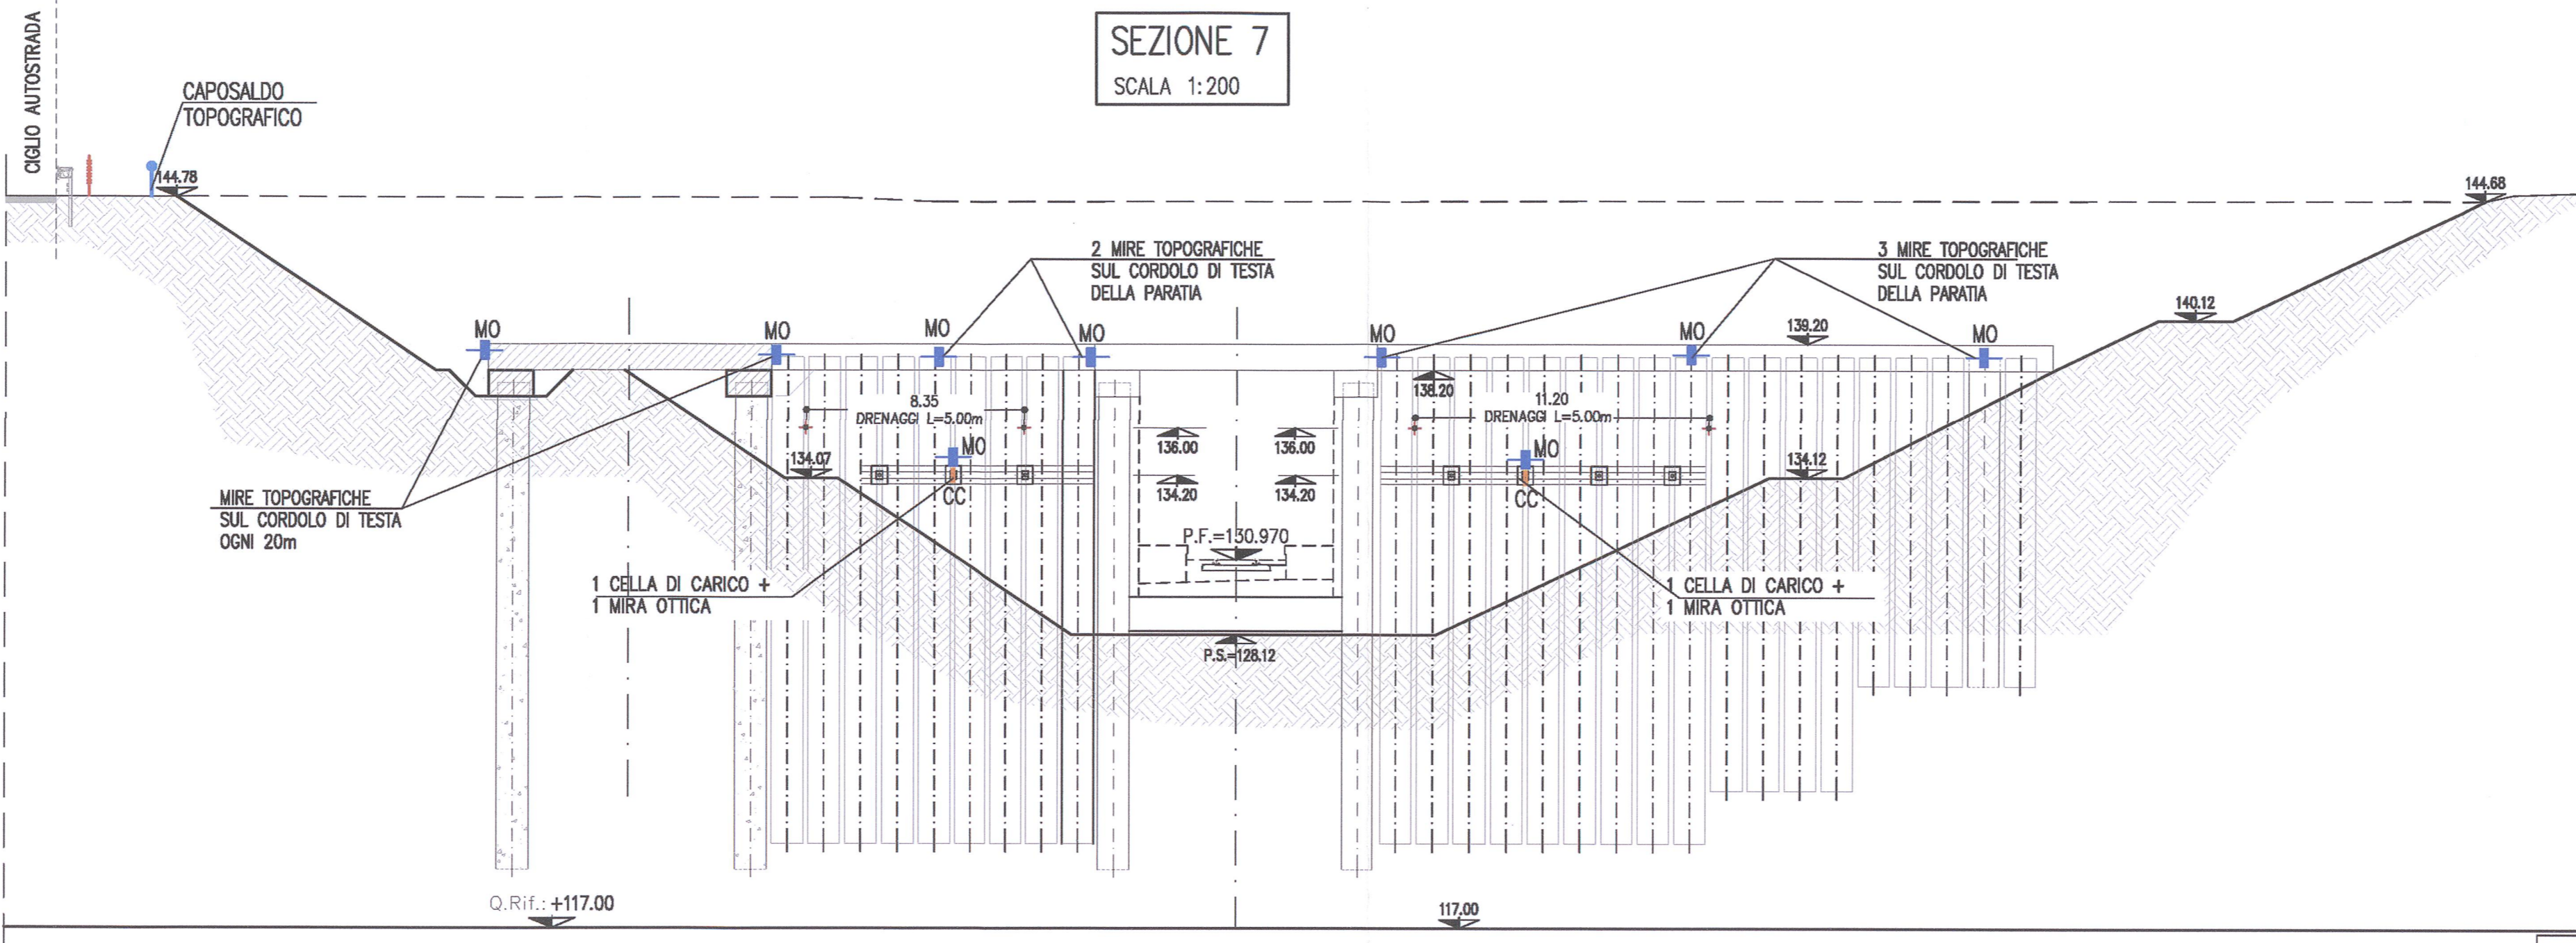 SEZIONE 7
SCALA 1:200
CIGLIO AUTOSTRADA
CAPOSALDO
TOPOGRAFICO
144.78
144.68
2 MIRE TOPOGRAFICHE
SUL CORDOLO DI TESTA
DELLA PARATIA
3 MIRE TOPOGRAFICHE
SUL CORDOLO DI TESTA
DELLA PARATIA
140.12
MO
MO
MO
MO
MO
MO
139.20
MO
138.20
8.35
DRENAGGI L=5.00m
11.20
DRENAGGI L=5.00m
136.00
136.00
MO
MO
134.07
134.12
134.20
134.20
CC
CC
MIRE TOPOGRAFICHE
SUL CORDOLO DI TESTA
OGNI 20m
P.F.=130.970
1 CELLA DI CARICO +
1 MIRA OTTICA
1 CELLA DI CARICO +
1 MIRA OTTICA
P.S.=128.12
Q.Rif.: +117.00
117.00